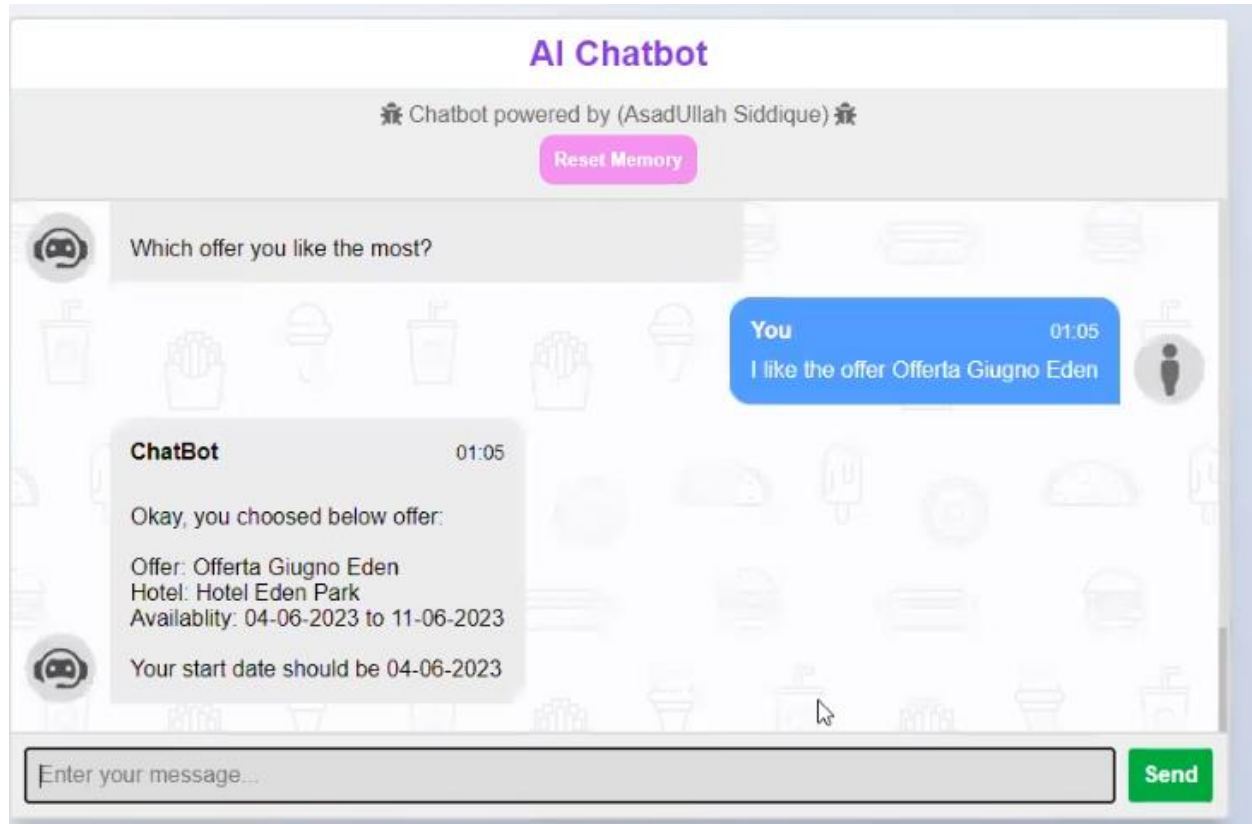 AI Chatbot
Chatbot powered by (AsadUllah Siddique)
Reset Memory
Which offer you like the most?
You 01:05
I like the offer Offerta Giugno Eden
ChatBot 01:05
Okay, you choosed below offer:
Offer: Offerta Giugno Eden
Hotel: Hotel Eden Park
Availablity: 04-06-2023 to 11-06-2023
Your start date should be 04-06-2023
Enter your message...
Send